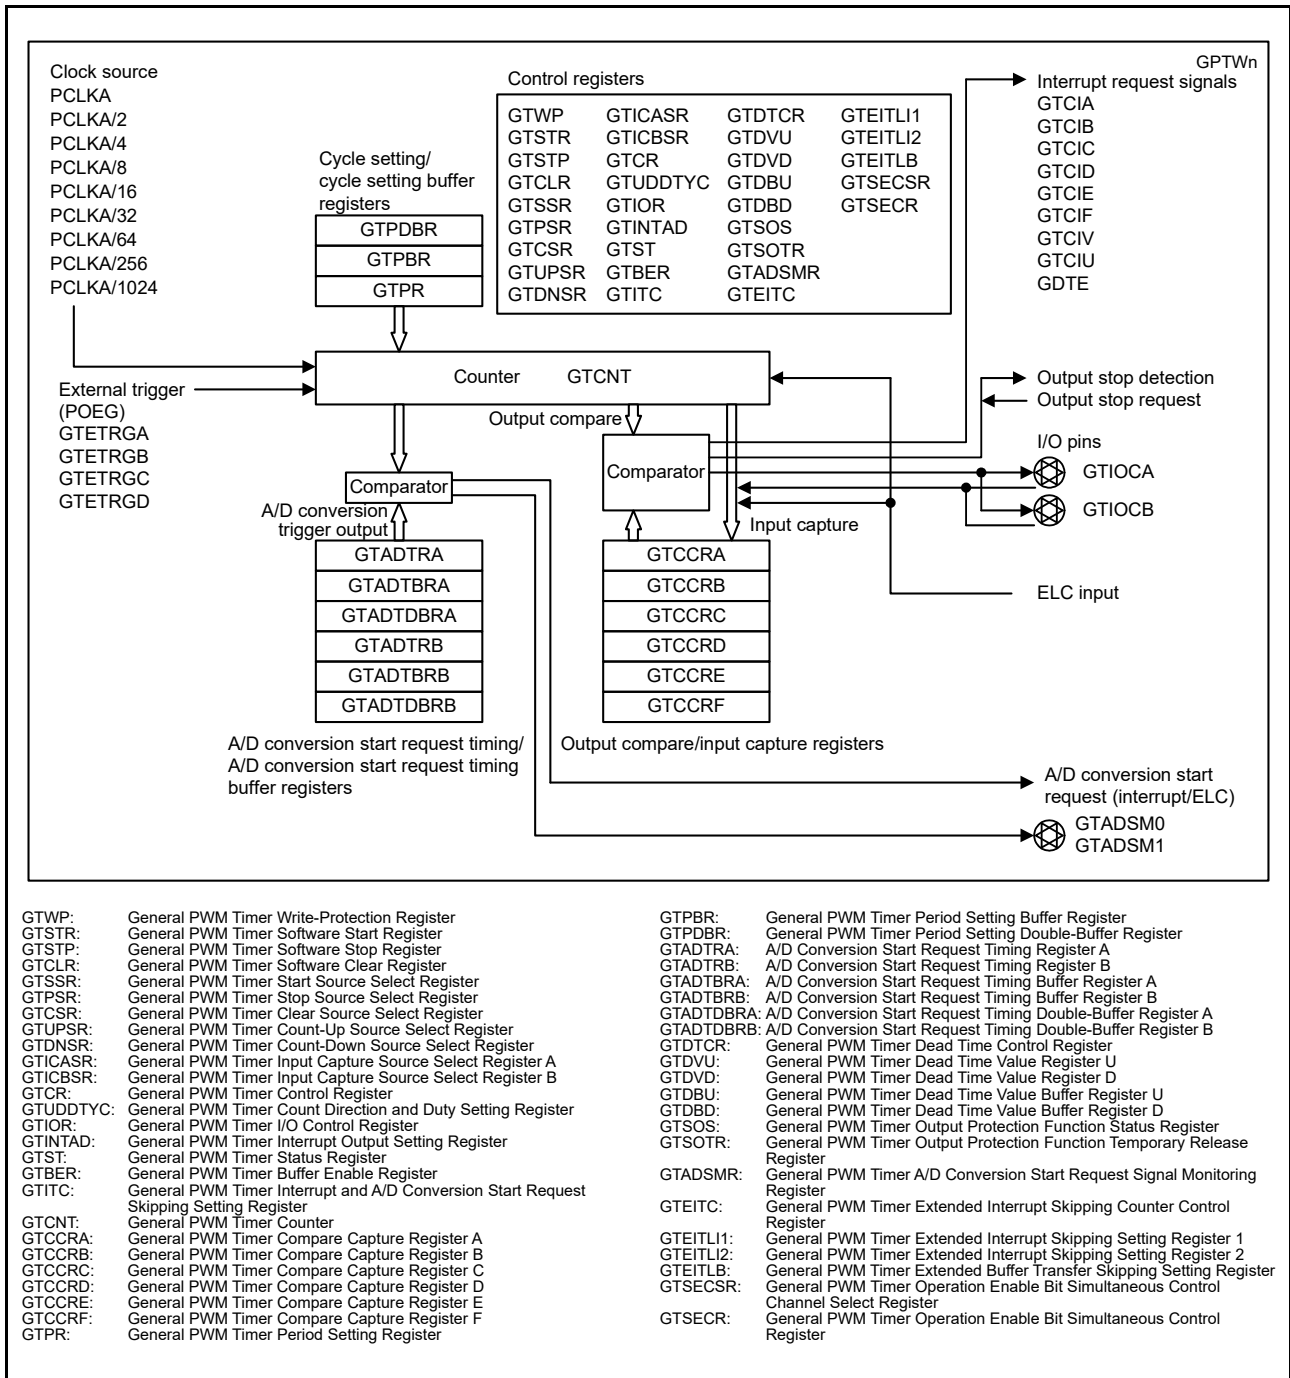 GPTWn
Clock source
PCLKA
PCLKA/2
PCLKA/4
PCLKA/8
PCLKA/16
PCLKA/32
PCLKA/64
PCLKA/256
PCLKA/1024
External trigger
(POEG)
GTETRGA
GTETRGB
GTETRGC
GTETRGD
Cycle setting/
cycle setting buffer
registers
GTPDBR
GTPBR
GTPR
Control registers
GTWP GTICASR GTDTCR GTEITLI1
GTSTR GTICBSR GTDVU GTEITLI2
GTSTP GTCR GTDVD GTEITLB
GTCLR GTUDDTYC GTDBU GTSECSR
GTSSR GTIOR GTDBD GTSECR
GTPSR GTINTAD GTSOS
GTCSR GTST GTSOTR
GTUPSR GTBER GTADSMR
GTDNSR GTITC GTEITC
Interrupt request signals
GTCIA
GTCIB
GTCIC
GTCID
GTCIE
GTCIF
GTCIV
GTCIU
GDTE
Counter GTCNT
Output compare
Comparator
Comparator
A/D conversion
trigger output
Input capture
Output stop detection
Output stop request
I/O pins
GTIOCA
GTIOCB
ELC input
GTADTRA
GTADTBRA
GTADTDBRA
GTADTRB
GTADTBRB
GTADTDBRB
A/D conversion start request timing/
A/D conversion start request timing
buffer registers
GTCCRA
GTCCRB
GTCCRC
GTCCRD
GTCCRE
GTCCRF
Output compare/input capture registers
A/D conversion start
request (interrupt/ELC)
GTADSM0
GTADSM1
GTWP: General PWM Timer Write-Protection Register
GTSTR: General PWM Timer Software Start Register
GTSTP: General PWM Timer Software Stop Register
GTCLR: General PWM Timer Software Clear Register
GTSSR: General PWM Timer Start Source Select Register
GTPSR: General PWM Timer Stop Source Select Register
GTCSR: General PWM Timer Clear Source Select Register
GTUPSR: General PWM Timer Count-Up Source Select Register
GTDNSR: General PWM Timer Count-Down Source Select Register
GTICASR: General PWM Timer Input Capture Source Select Register A
GTICBSR: General PWM Timer Input Capture Source Select Register B
GTCR: General PWM Timer Control Register
GTUDDTYC: General PWM Timer Count Direction and Duty Setting Register
GTIOR: General PWM Timer I/O Control Register
GTINTAD: General PWM Timer Interrupt Output Setting Register
GTST: General PWM Timer Status Register
GTBER: General PWM Timer Buffer Enable Register
GTITC: General PWM Timer Interrupt and A/D Conversion Start Request
Skipping Setting Register
GTCNT: General PWM Timer Counter
GTCCRA: General PWM Timer Compare Capture Register A
GTCCRB: General PWM Timer Compare Capture Register B
GTCCRC: General PWM Timer Compare Capture Register C
GTCCRD: General PWM Timer Compare Capture Register D
GTCCRE: General PWM Timer Compare Capture Register E
GTCCRF: General PWM Timer Compare Capture Register F
GTPR: General PWM Timer Period Setting Register
GTPBR: General PWM Timer Period Setting Buffer Register
GTPDBR: General PWM Timer Period Setting Double-Buffer Register
GTADTRA: A/D Conversion Start Request Timing Register A
GTADTRB: A/D Conversion Start Request Timing Register B
GTADTBRA: A/D Conversion Start Request Timing Buffer Register A
GTADTBRB: A/D Conversion Start Request Timing Buffer Register B
GTADTDBRA: A/D Conversion Start Request Timing Double-Buffer Register A
GTADTDBRB: A/D Conversion Start Request Timing Double-Buffer Register B
GTDTCR: General PWM Timer Dead Time Control Register
GTDVU: General PWM Timer Dead Time Value Register U
GTDVD: General PWM Timer Dead Time Value Register D
GTDBU: General PWM Timer Dead Time Value Buffer Register U
GTDBD: General PWM Timer Dead Time Value Buffer Register D
GTSOS: General PWM Timer Output Protection Function Status Register
GTSOTR: General PWM Timer Output Protection Function Temporary Release
Register
GTADSMR: General PWM Timer A/D Conversion Start Request Signal Monitoring
Register
GTEITC: General PWM Timer Extended Interrupt Skipping Counter Control
Register
GTEITLI1: General PWM Timer Extended Interrupt Skipping Setting Register 1
GTEITLI2: General PWM Timer Extended Interrupt Skipping Setting Register 2
GTEITLB: General PWM Timer Extended Buffer Transfer Skipping Setting Register
GTSECSR: General PWM Timer Operation Enable Bit Simultaneous Control
Channel Select Register
GTSECR: General PWM Timer Operation Enable Bit Simultaneous Control
Register